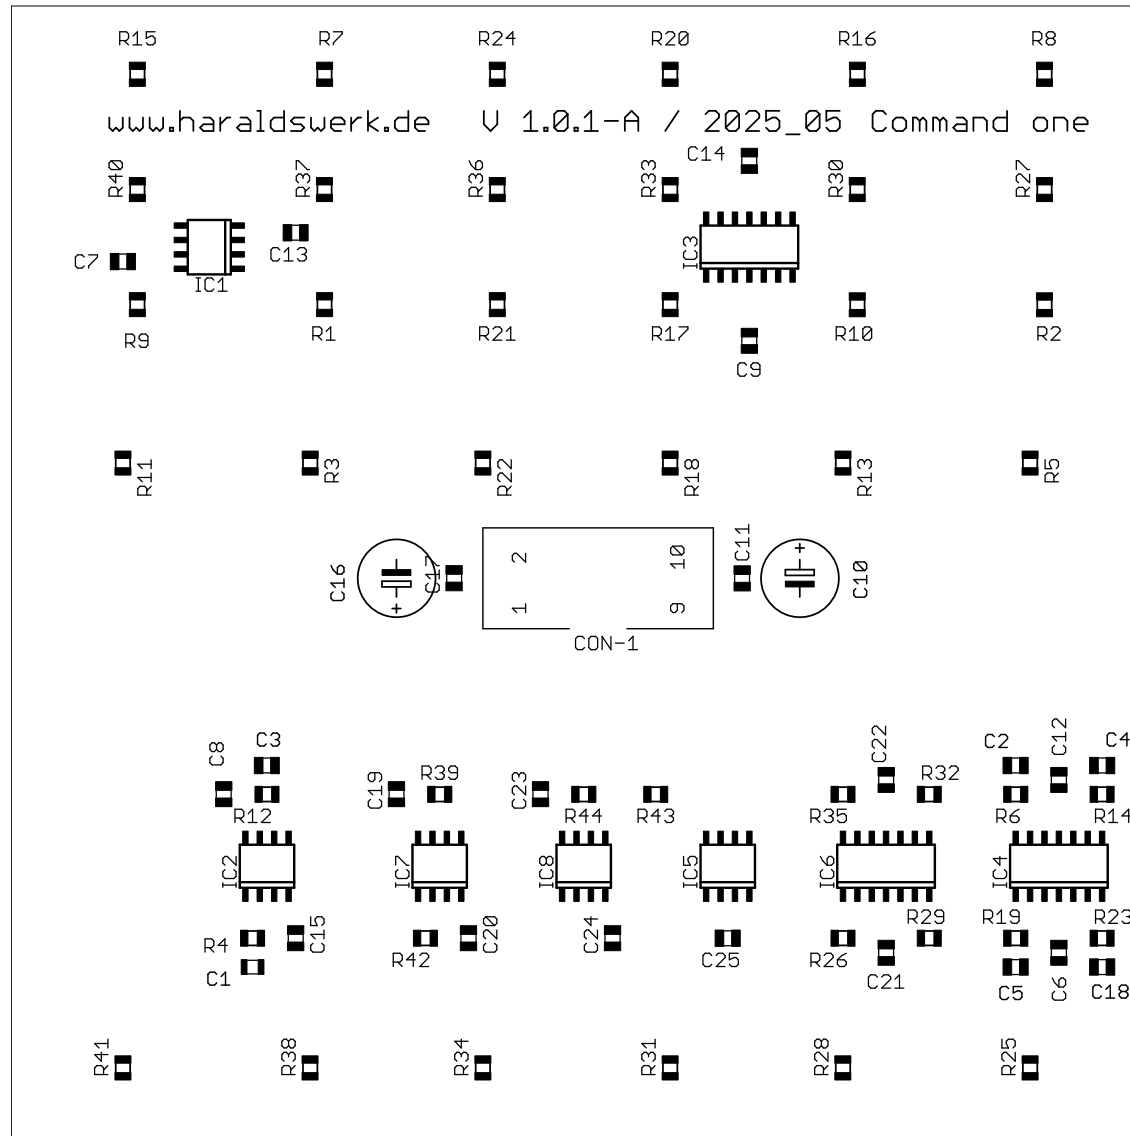 R15 R7 R24 R20 R16 R8
www.haraldswerk.de V 1.0.1-A / 2025_05 Command one
C14
R40 R37 R36 R33 R30 R27
C7 C13 IC3
IC1
R9 R1 R21 R17 R10 R2
C9
R11 R3 R22 R18 R13 R5
C16 + C17 2 10 C11 + C10
1 9
CON-1
C8 C3 C22 C2 C12 C4
C19 R39 C23 R32
R12 R44 R43 R35 R6 R14
IC2 IC7 IC8 IC5 IC6 IC4
R4 C15 R42 C20 C24 R29 R19 R23
C1 C25 R26 C21 C5 C6 C18
R41 R38 R34 R31 R28 R25